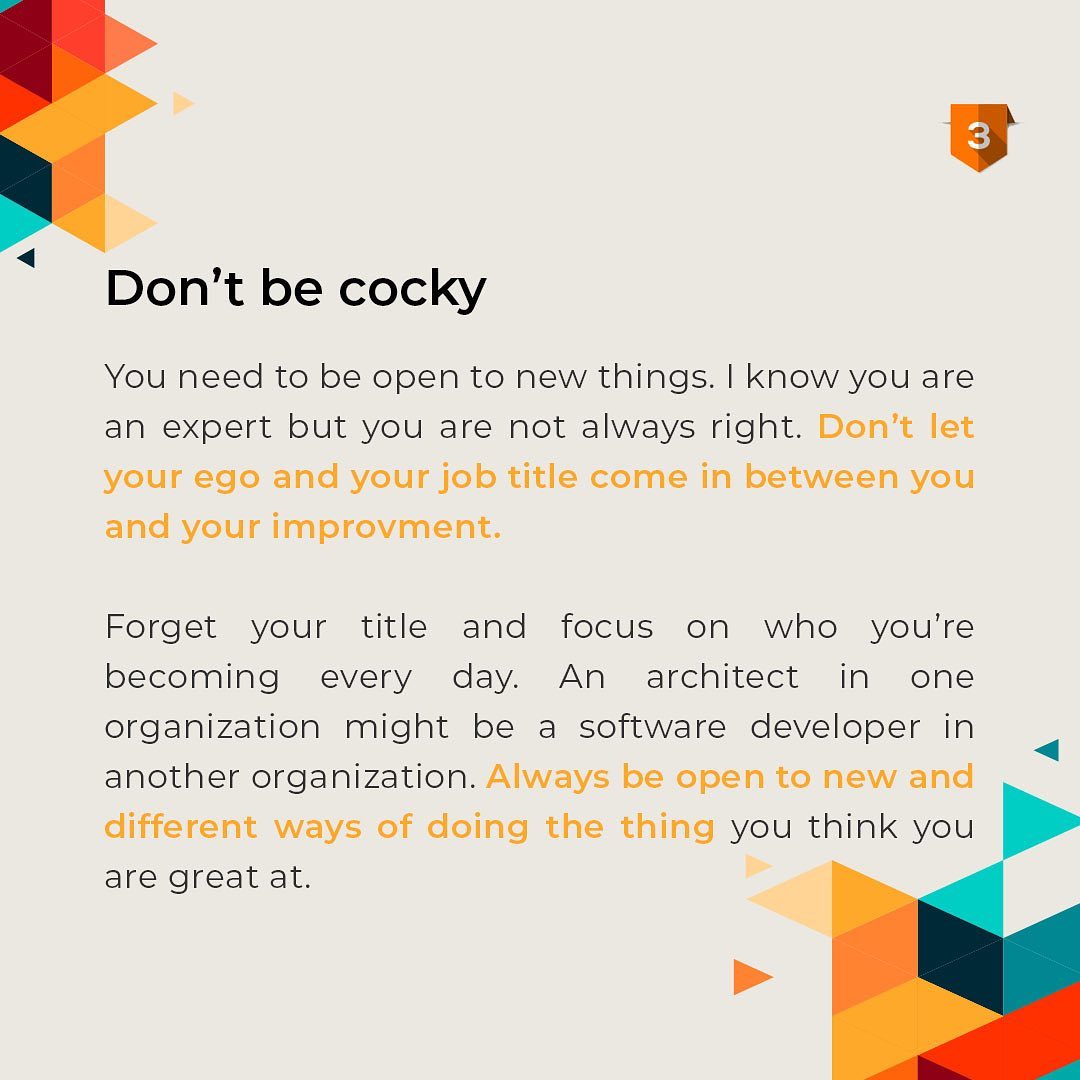 3
Don’t be cocky
You need to be open to new things. I know you are
an expert but you are not always right. Don’t let
your ego and your job title come in between you
and your improvment.
Forget your title and focus on who you’re
becoming every day. An architect in one
organization might be a software developer in
another organization. Always be open to new and
different ways of doing the thing you think you
are great at.